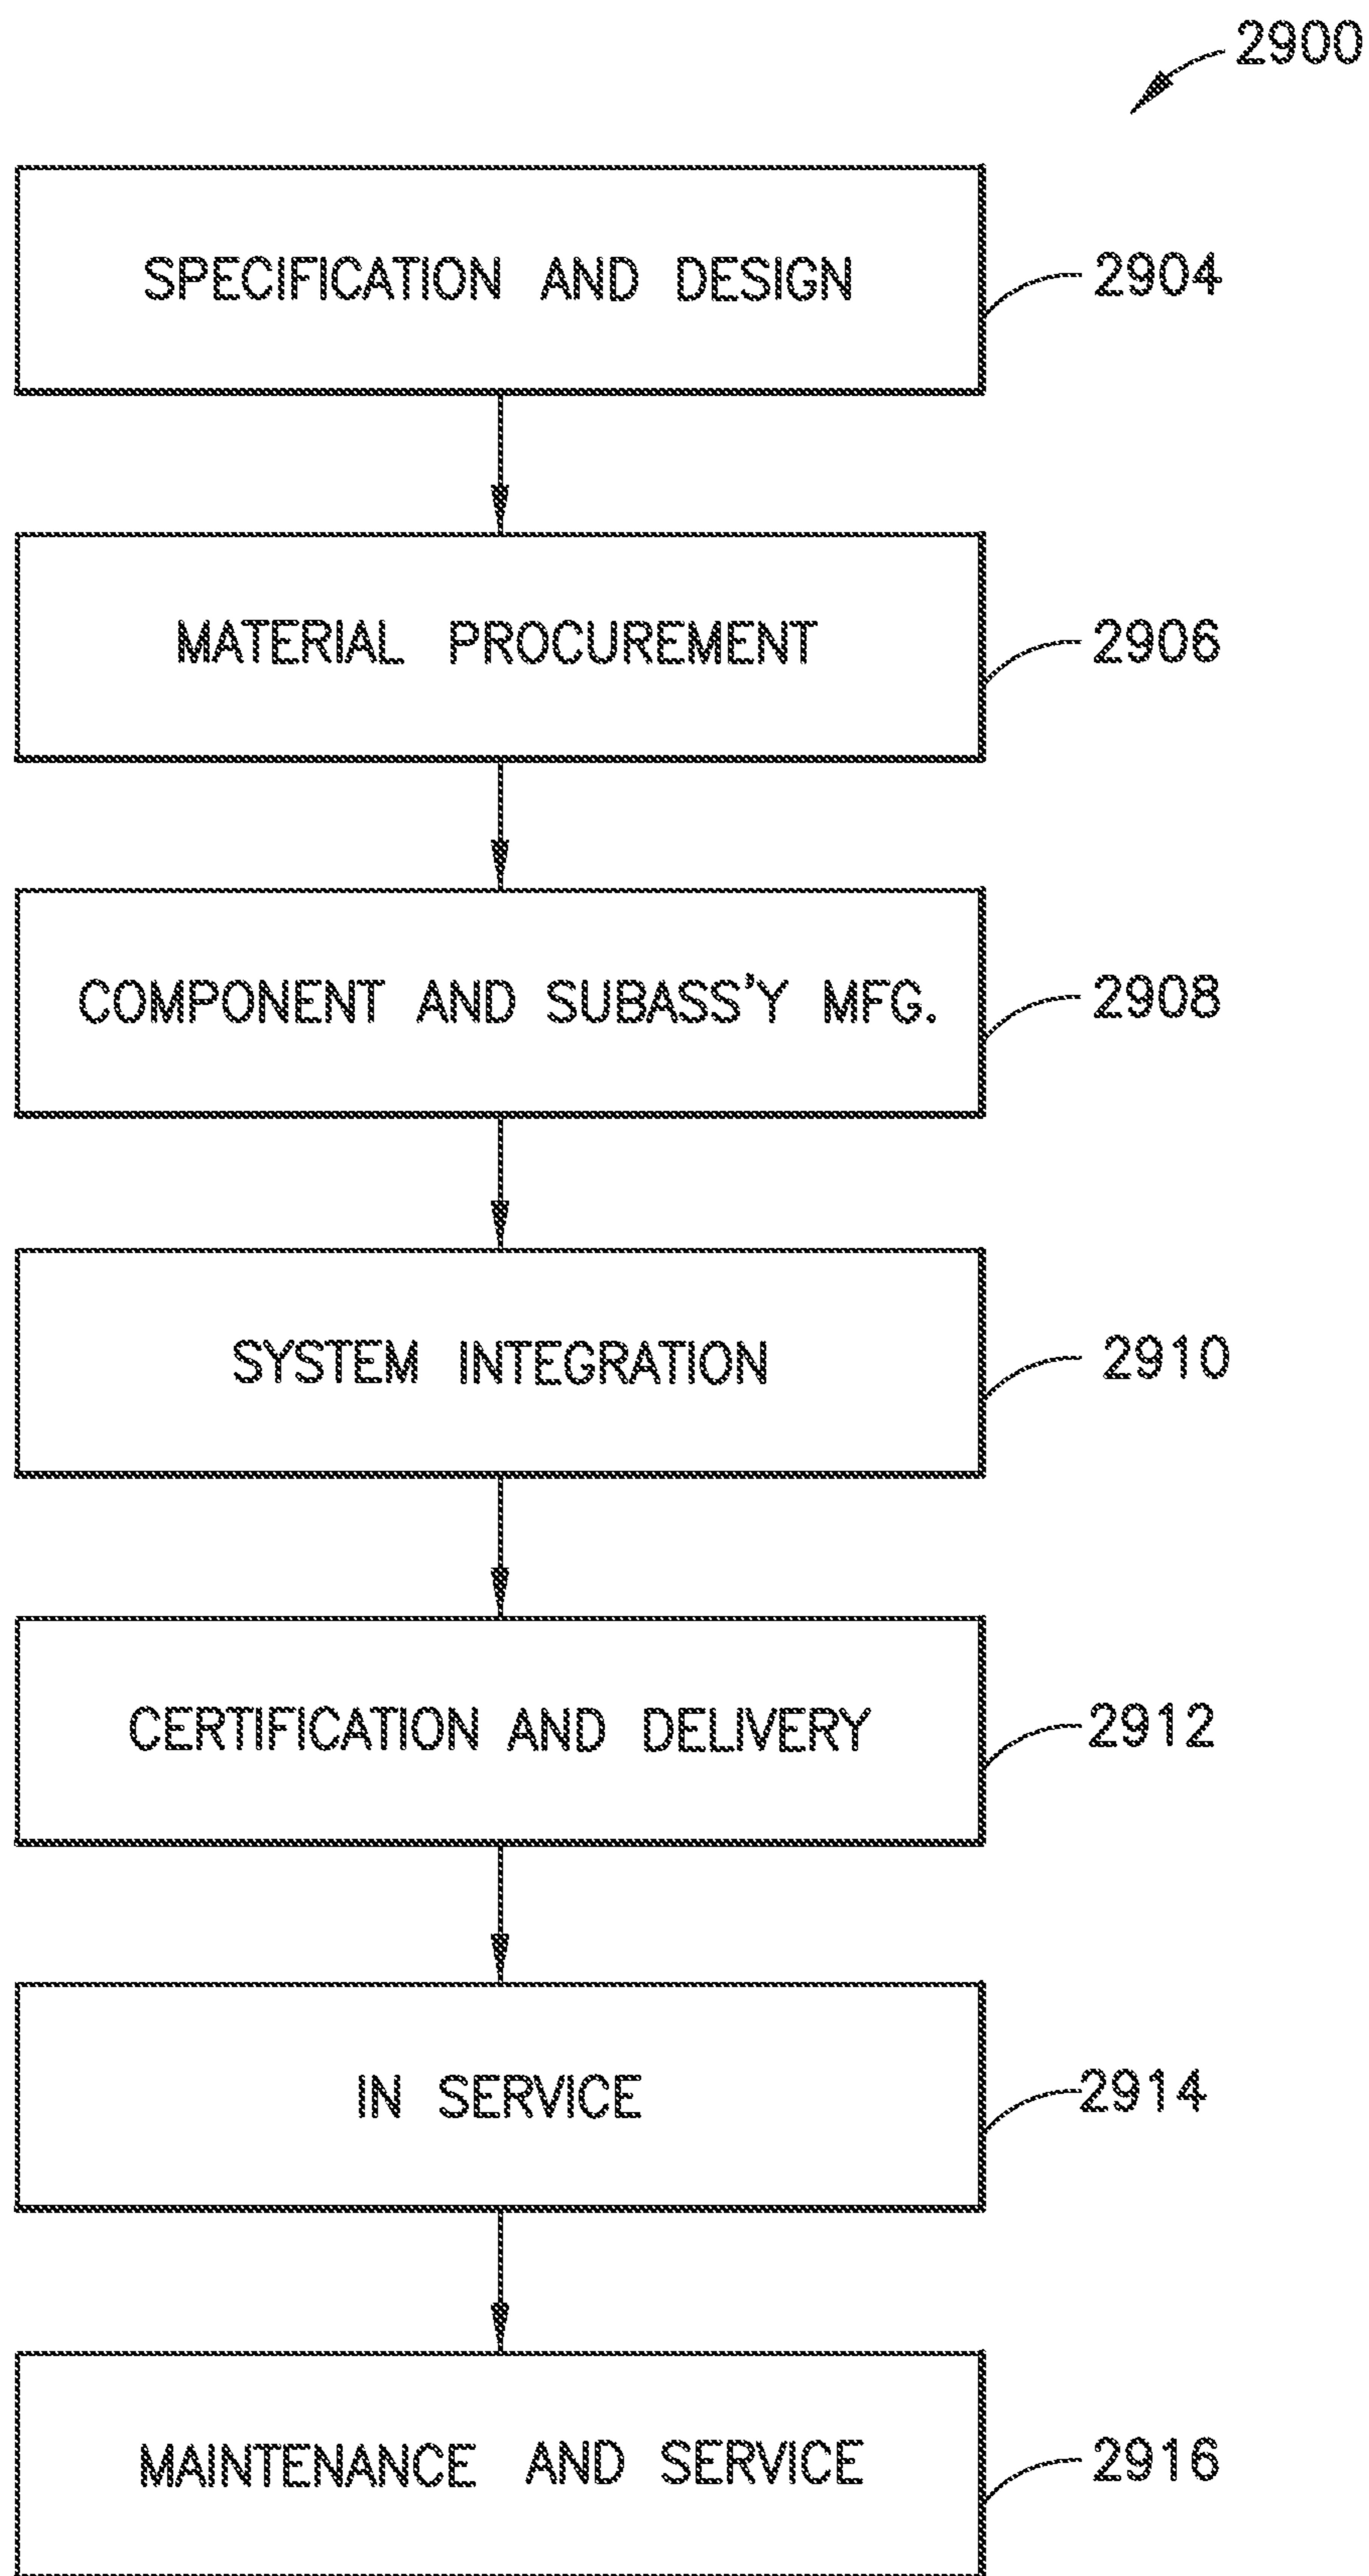 2900
SPECIFICATION AND DESIGN
2904
MATERIAL PROCUREMENT
2906
COMPONENT AND SUBASS'Y MFG.
2908
SYSTEM INTEGRATION
2910
CERTIFICATION AND DELIVERY
2912
IN SERVICE
2914
MAINTENANCE AND SERVICE
2916